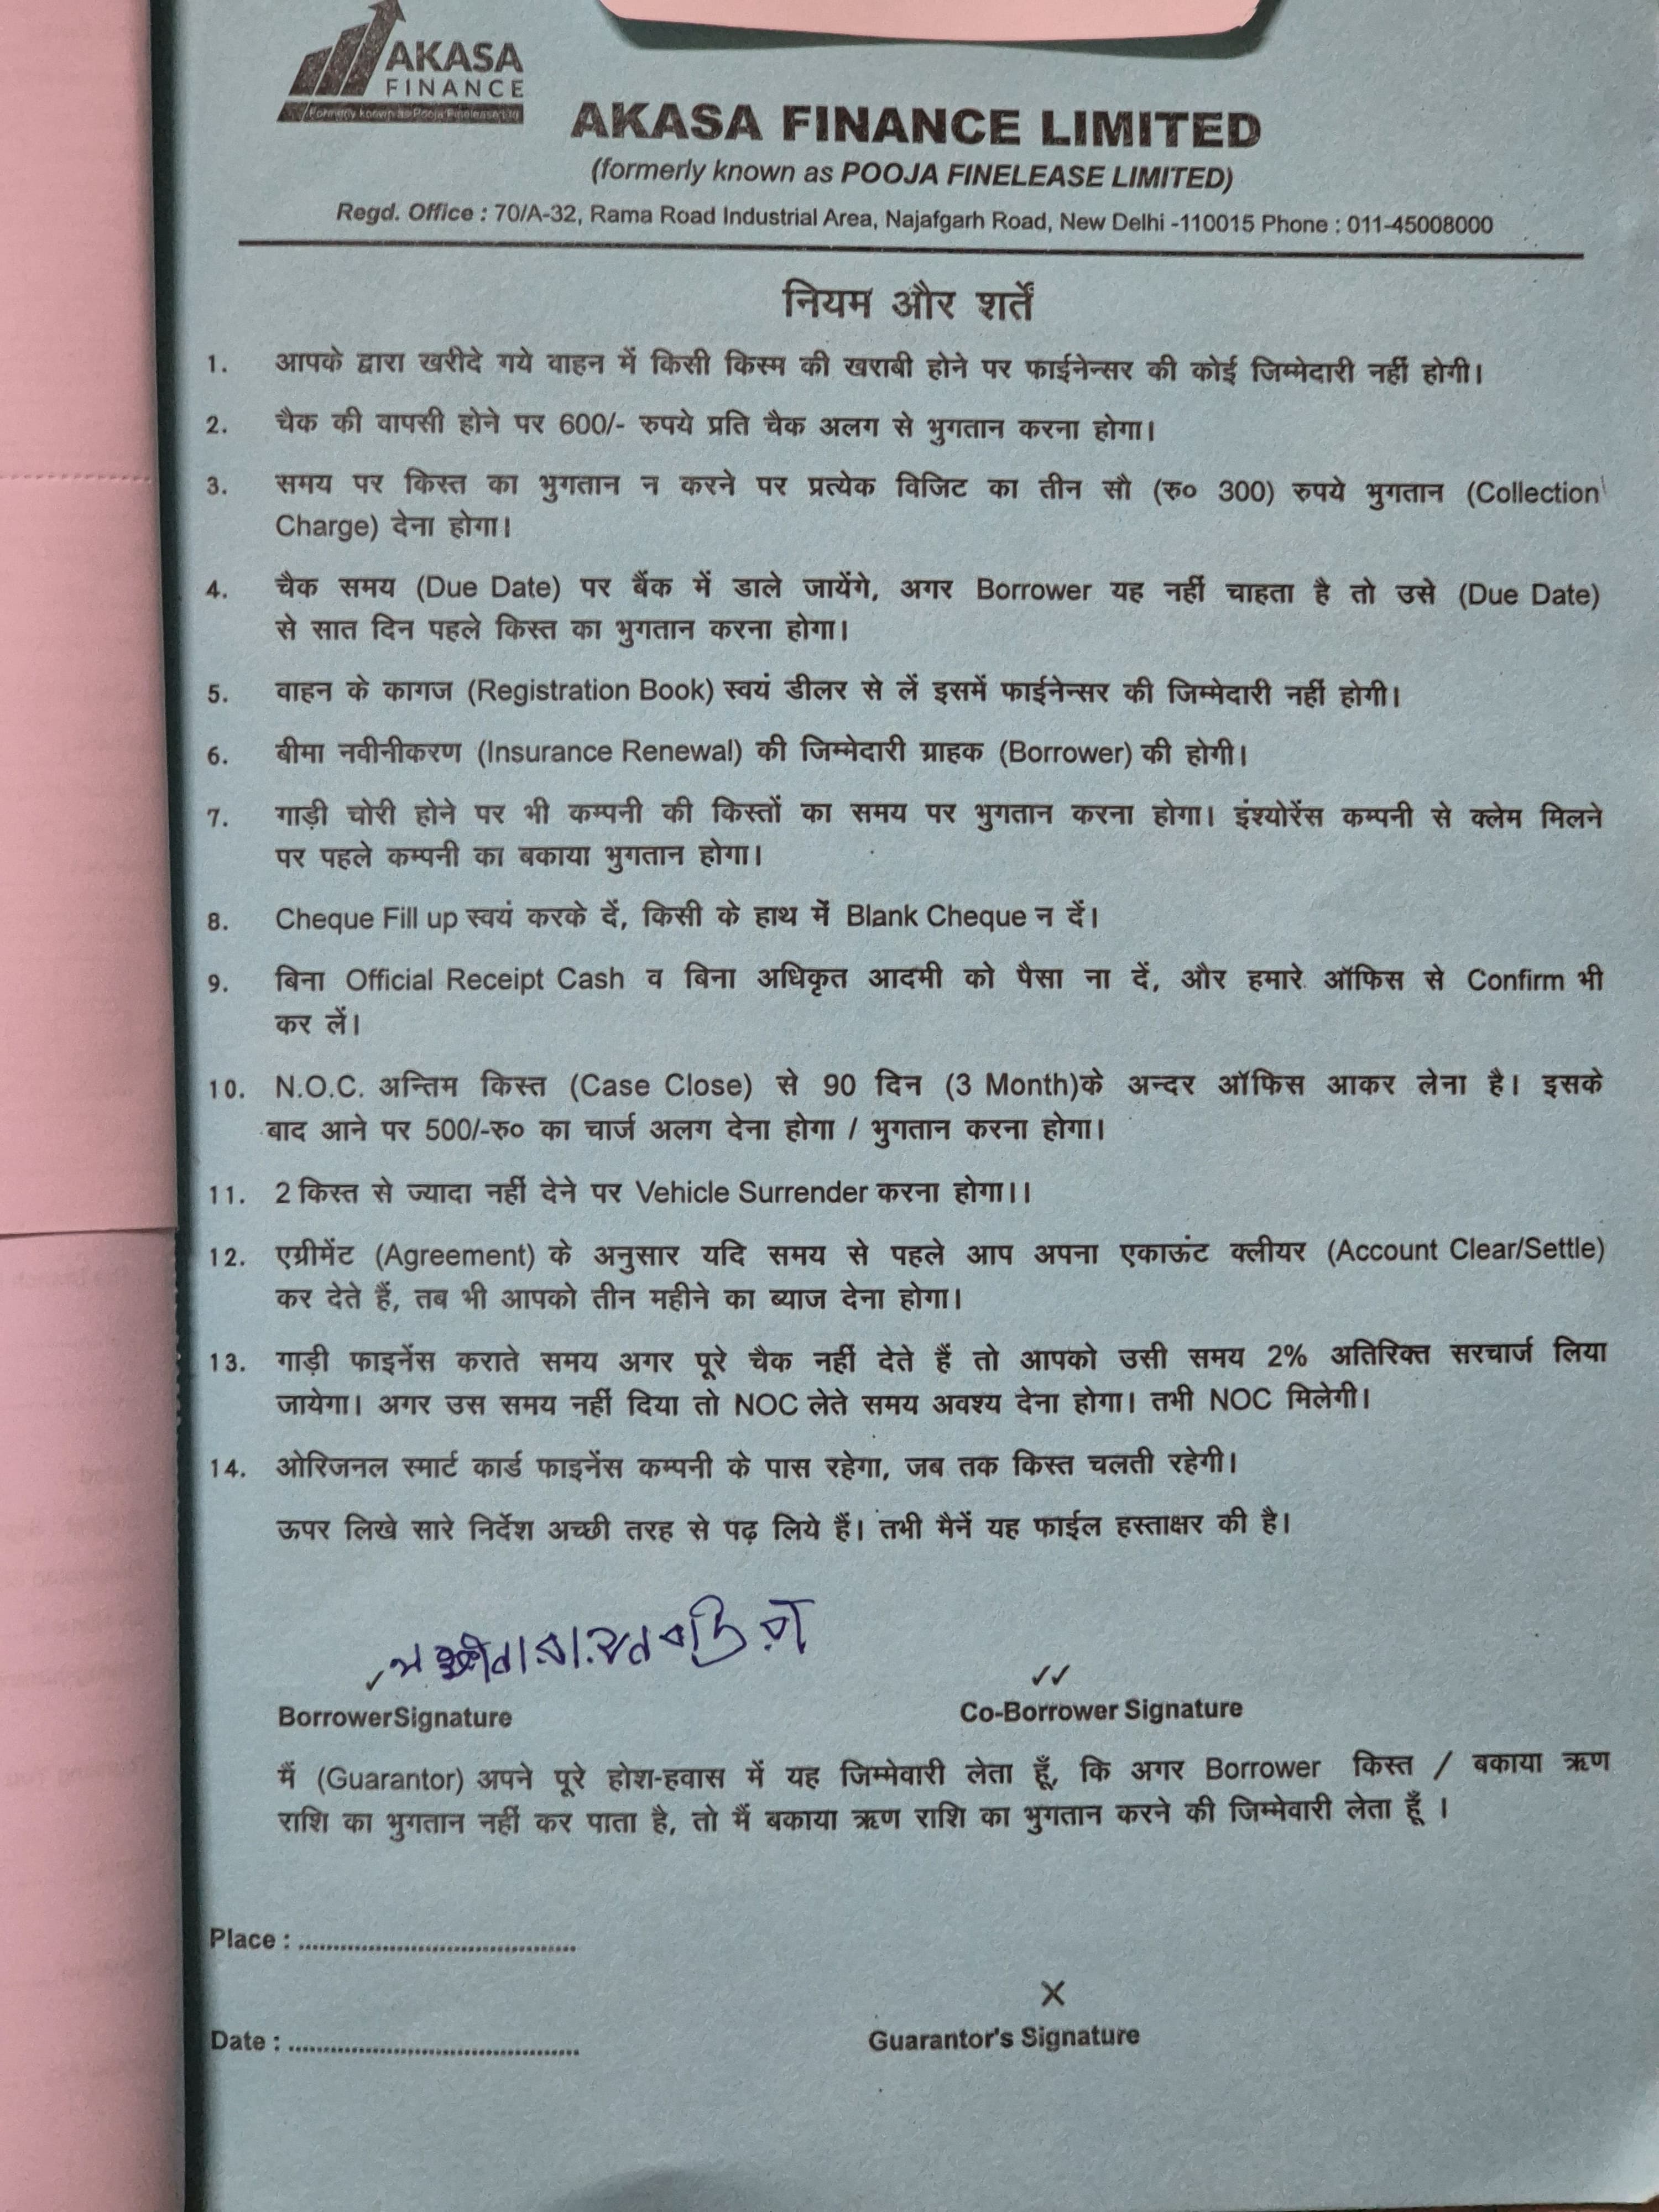 AKASA
FINANCE
Formerly known as Pooja Finelease Ltd
AKASA FINANCE LIMITED
(formerly known as POOJA FINELEASE LIMITED)
Regd. Office : 70/A-32, Rama Road Industrial Area, Najafgarh Road, New Delhi -110015 Phone : 011-45008000
नियम और शर्तें
1. आपके द्वारा खरीदे गये वाहन में किसी किस्म की खराबी होने पर फाईनेन्सर की कोई जिम्मेदारी नहीं होगी।
2. चैक की वापसी होने पर 600/- रुपये प्रति चैक अलग से भुगतान करना होगा।
3. समय पर किस्त का भुगतान न करने पर प्रत्येक विजिट का तीन सौ (रु० 300) रुपये भुगतान (Collection
Charge) देना होगा।
4. चैक समय (Due Date) पर बैंक में डाले जायेंगे, अगर Borrower यह नहीं चाहता है तो उसे (Due Date)
से सात दिन पहले किस्त का भुगतान करना होगा।
5. वाहन के कागज (Registration Book) स्वयं डीलर से लें इसमें फाईनेन्सर की जिम्मेदारी नहीं होगी।
6. बीमा नवीनीकरण (Insurance Renewal) की जिम्मेदारी ग्राहक (Borrower) की होगी।
7. गाड़ी चोरी होने पर भी कम्पनी की किस्तों का समय पर भुगतान करना होगा। इंश्योरेंस कम्पनी से क्लेम मिलने
पर पहले कम्पनी का बकाया भुगतान होगा।
8. Cheque Fill up स्वयं करके दें, किसी के हाथ में Blank Cheque न दें।
9. बिना Official Receipt Cash व बिना अधिकृत आदमी को पैसा ना दें, और हमारे ऑफिस से Confirm भी
कर लें।
10. N.O.C. अन्तिम किस्त (Case Close) से 90 दिन (3 Month)के अन्दर ऑफिस आकर लेना है। इसके
बाद आने पर 500/-रु० का चार्ज अलग देना होगा / भुगतान करना होगा।
11. 2 किस्त से ज्यादा नहीं देने पर Vehicle Surrender करना होगा।।
12. एग्रीमेंट (Agreement) के अनुसार यदि समय से पहले आप अपना एकाऊंट क्लीयर (Account Clear/Settle)
कर देते हैं, तब भी आपको तीन महीने का ब्याज देना होगा।
13. गाड़ी फाइनेंस कराते समय अगर पूरे चैक नहीं देते हैं तो आपको उसी समय 2% अतिरिक्त सरचार्ज लिया
जायेगा। अगर उस समय नहीं दिया तो NOC लेते समय अवश्य देना होगा। तभी NOC मिलेगी।
14. ओरिजनल स्मार्ट कार्ड फाइनेंस कम्पनी के पास रहेगा, जब तक किस्त चलती रहेगी।
ऊपर लिखे सारे निर्देश अच्छी तरह से पढ़ लिये हैं। तभी मैनें यह फाईल हस्ताक्षर की है।
BorrowerSignature
Co-Borrower Signature
मैं (Guarantor) अपने पूरे होश-हवास में यह जिम्मेवारी लेता हूँ, कि अगर Borrower किस्त / बकाया ऋण
राशि का भुगतान नहीं कर पाता है, तो मैं बकाया ऋण राशि का भुगतान करने की जिम्मेवारी लेता हूँ ।
Place : ........................................
X
Date : ..........................................
Guarantor's Signature